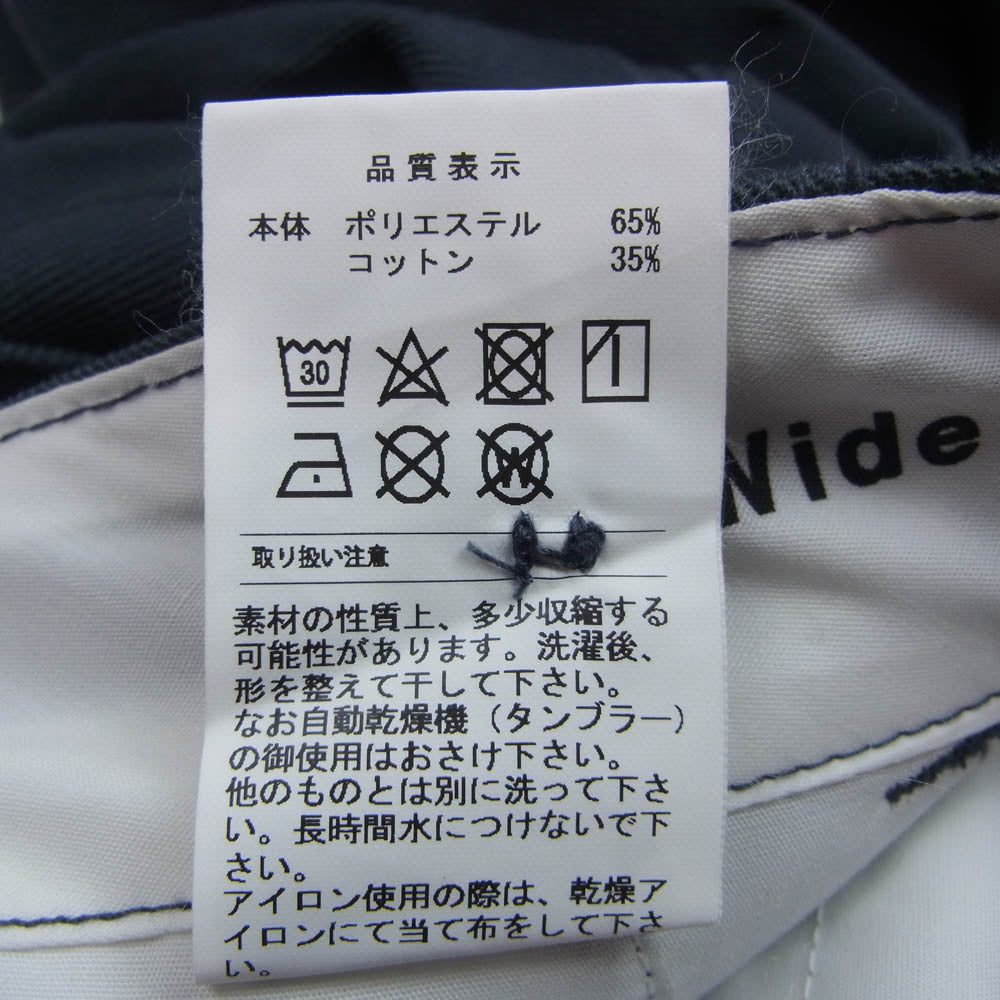 品質表示
本体 ポリエステル 65%
コットン 35%
30
W
Wide
取り扱い注意
素材の性質上、多少収縮する
可能性があります。洗濯後、
形を整えて干して下さい。
なお自動乾燥機（タンブラー）
の御使用はおさけ下さい。
他のものとは別に洗って下さ
い。長時間水につけないで下
さい。
アイロン使用の際は、乾燥ア
イロンにて当て布をして下さ
い。